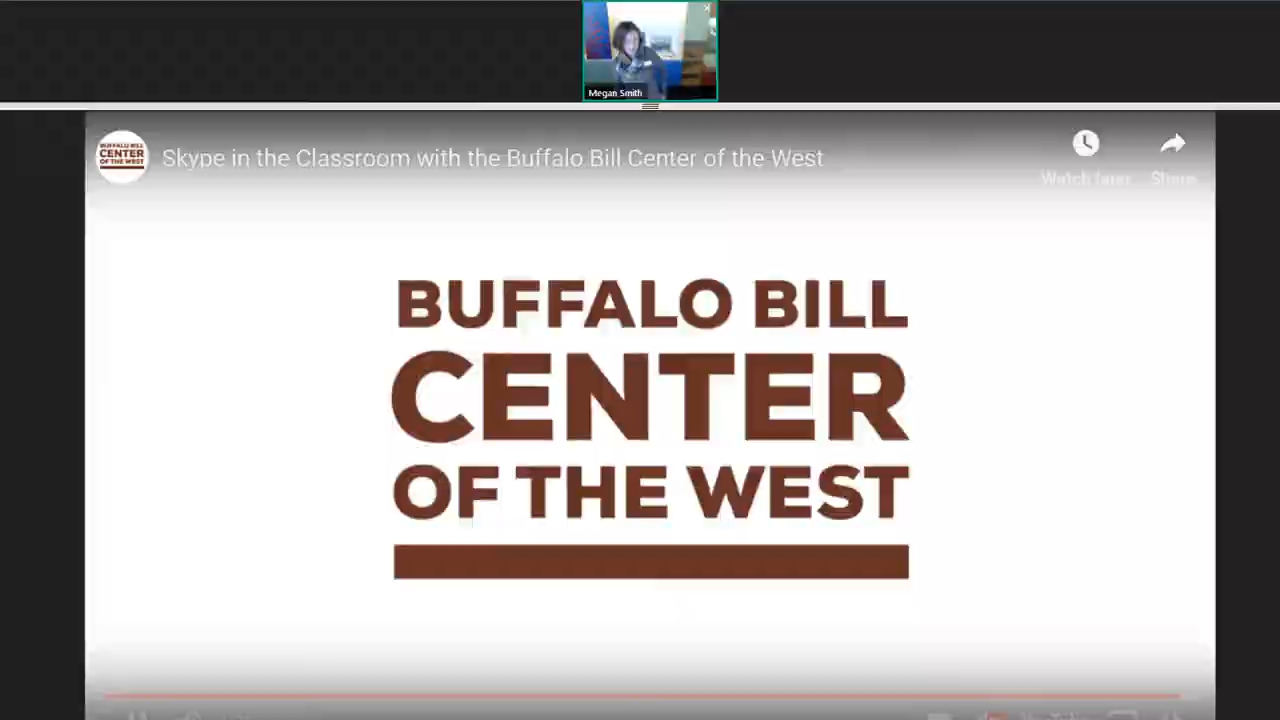 Megan Smith
BUFFALO BILL
CENTER
OF THE WEST
Skype in the Classroom with the Buffalo Bill Center of the West
Watch later
Share
BUFFALO BILL
CENTER
OF THE WEST